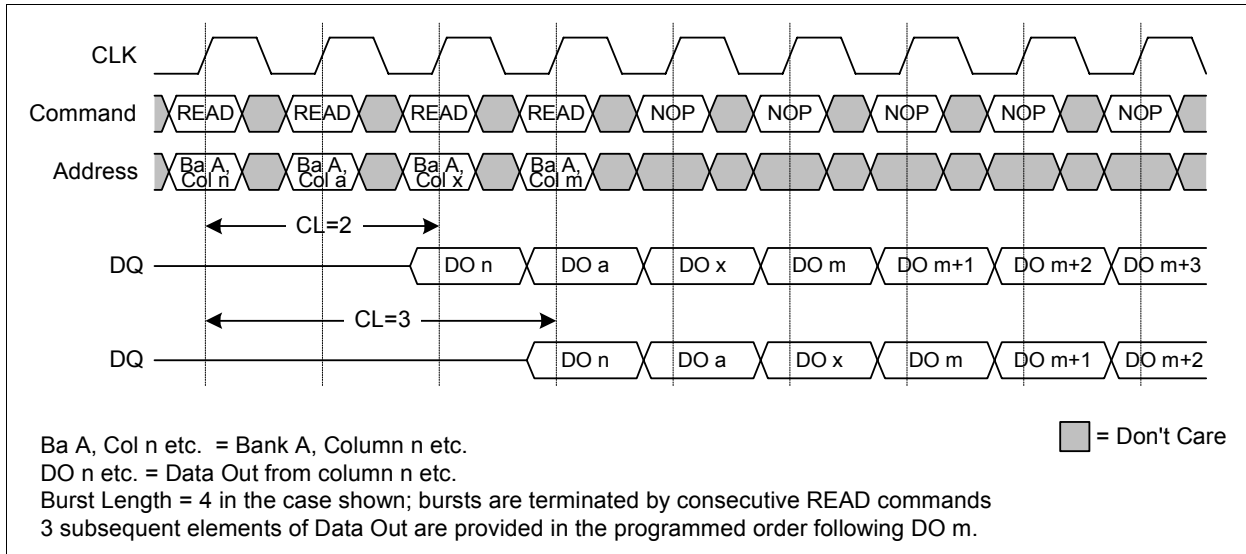 CLK
Command READ READ READ READ NOP NOP NOP NOP NOP
Address Ba A, Col n Ba A, Col a Ba A, Col x Ba A, Col m
CL=2
DQ DO n DO a DO x DO m DO m+1 DO m+2 DO m+3
CL=3
DQ DO n DO a DO x DO m DO m+1 DO m+2
Ba A, Col n etc. = Bank A, Column n etc.
= Don't Care
DO n etc. = Data Out from column n etc.
Burst Length = 4 in the case shown; bursts are terminated by consecutive READ commands
3 subsequent elements of Data Out are provided in the programmed order following DO m.